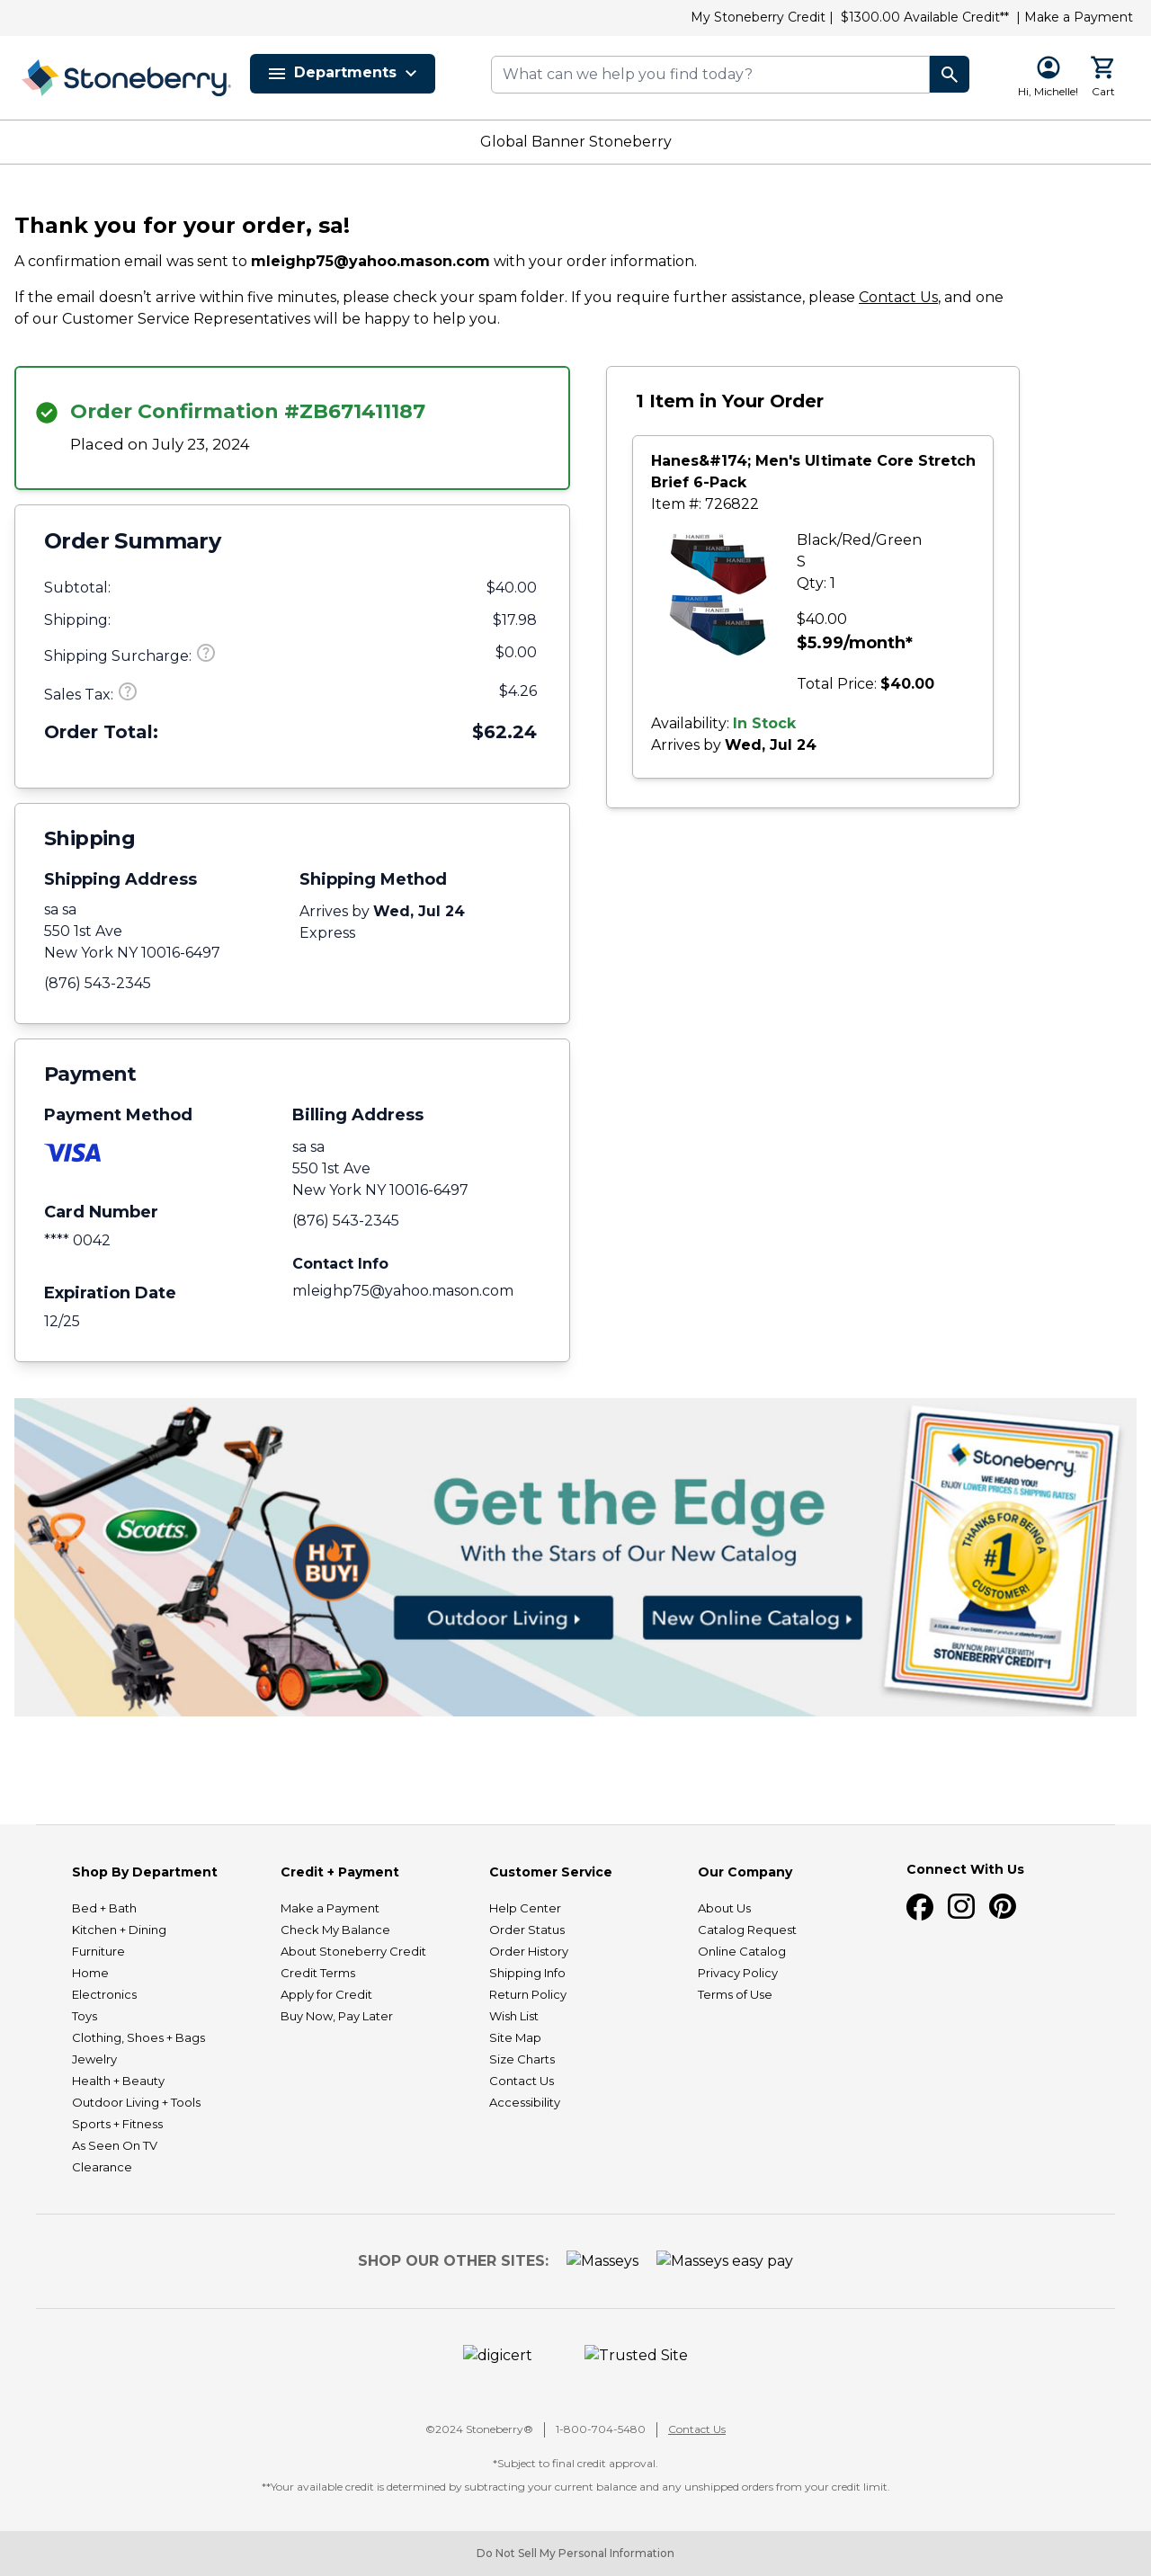 My Stoneberry Credit | $1300.00 Available Credit** | Make a Payment
Stoneberry
Departments
What can we help you find today?
Hi, Michelle!
Cart
Global Banner Stoneberry
Thank you for your order, sa!
A confirmation email was sent to mleighp75@yahoo.mason.com with your order information.
If the email doesn’t arrive within five minutes, please check your spam folder. If you require further assistance, please Contact Us, and one
of our Customer Service Representatives will be happy to help you.
Order Confirmation #ZB671411187
Placed on July 23, 2024
Order Summary
Subtotal: $40.00
Shipping: $17.98
Shipping Surcharge: $0.00
Sales Tax: $4.26
Order Total: $62.24
Shipping
Shipping Address
sa sa
550 1st Ave
New York NY 10016-6497
(876) 543-2345
Shipping Method
Arrives by Wed, Jul 24
Express
Payment
Payment Method
VISA
Card Number
**** 0042
Expiration Date
12/25
Billing Address
sa sa
550 1st Ave
New York NY 10016-6497
(876) 543-2345
Contact Info
mleighp75@yahoo.mason.com
1 Item in Your Order
Hanes&#174; Men's Ultimate Core Stretch
Brief 6-Pack
Item #: 726822
HANES
HANES
HANES
HANES
HANES
HANES
Black/Red/Green
S
Qty: 1
$40.00
$5.99/month*
Total Price: $40.00
Availability: In Stock
Arrives by Wed, Jul 24
Scotts
HOT
BUY!
Get the Edge
With the Stars of Our New Catalog
Outdoor Living
New Online Catalog
Stoneberry
WE HEARD YOU!
ENJOY LOWER PRICES & SHIPPING RATES!
THANKS FOR BEING A
#1
CUSTOMER!
BUY NOW, PAY LATER WITH
STONEBERRY CREDIT*!
Shop By Department
Bed + Bath
Kitchen + Dining
Furniture
Home
Electronics
Toys
Clothing, Shoes + Bags
Jewelry
Health + Beauty
Outdoor Living + Tools
Sports + Fitness
As Seen On TV
Clearance
Credit + Payment
Make a Payment
Check My Balance
About Stoneberry Credit
Credit Terms
Apply for Credit
Buy Now, Pay Later
Customer Service
Help Center
Order Status
Order History
Shipping Info
Return Policy
Wish List
Site Map
Size Charts
Contact Us
Accessibility
Our Company
About Us
Catalog Request
Online Catalog
Privacy Policy
Terms of Use
Connect With Us
SHOP OUR OTHER SITES: Masseys Masseys easy pay
digicert Trusted Site
©2024 Stoneberry® | 1-800-704-5480 | Contact Us
*Subject to final credit approval.
**Your available credit is determined by subtracting your current balance and any unshipped orders from your credit limit.
Do Not Sell My Personal Information